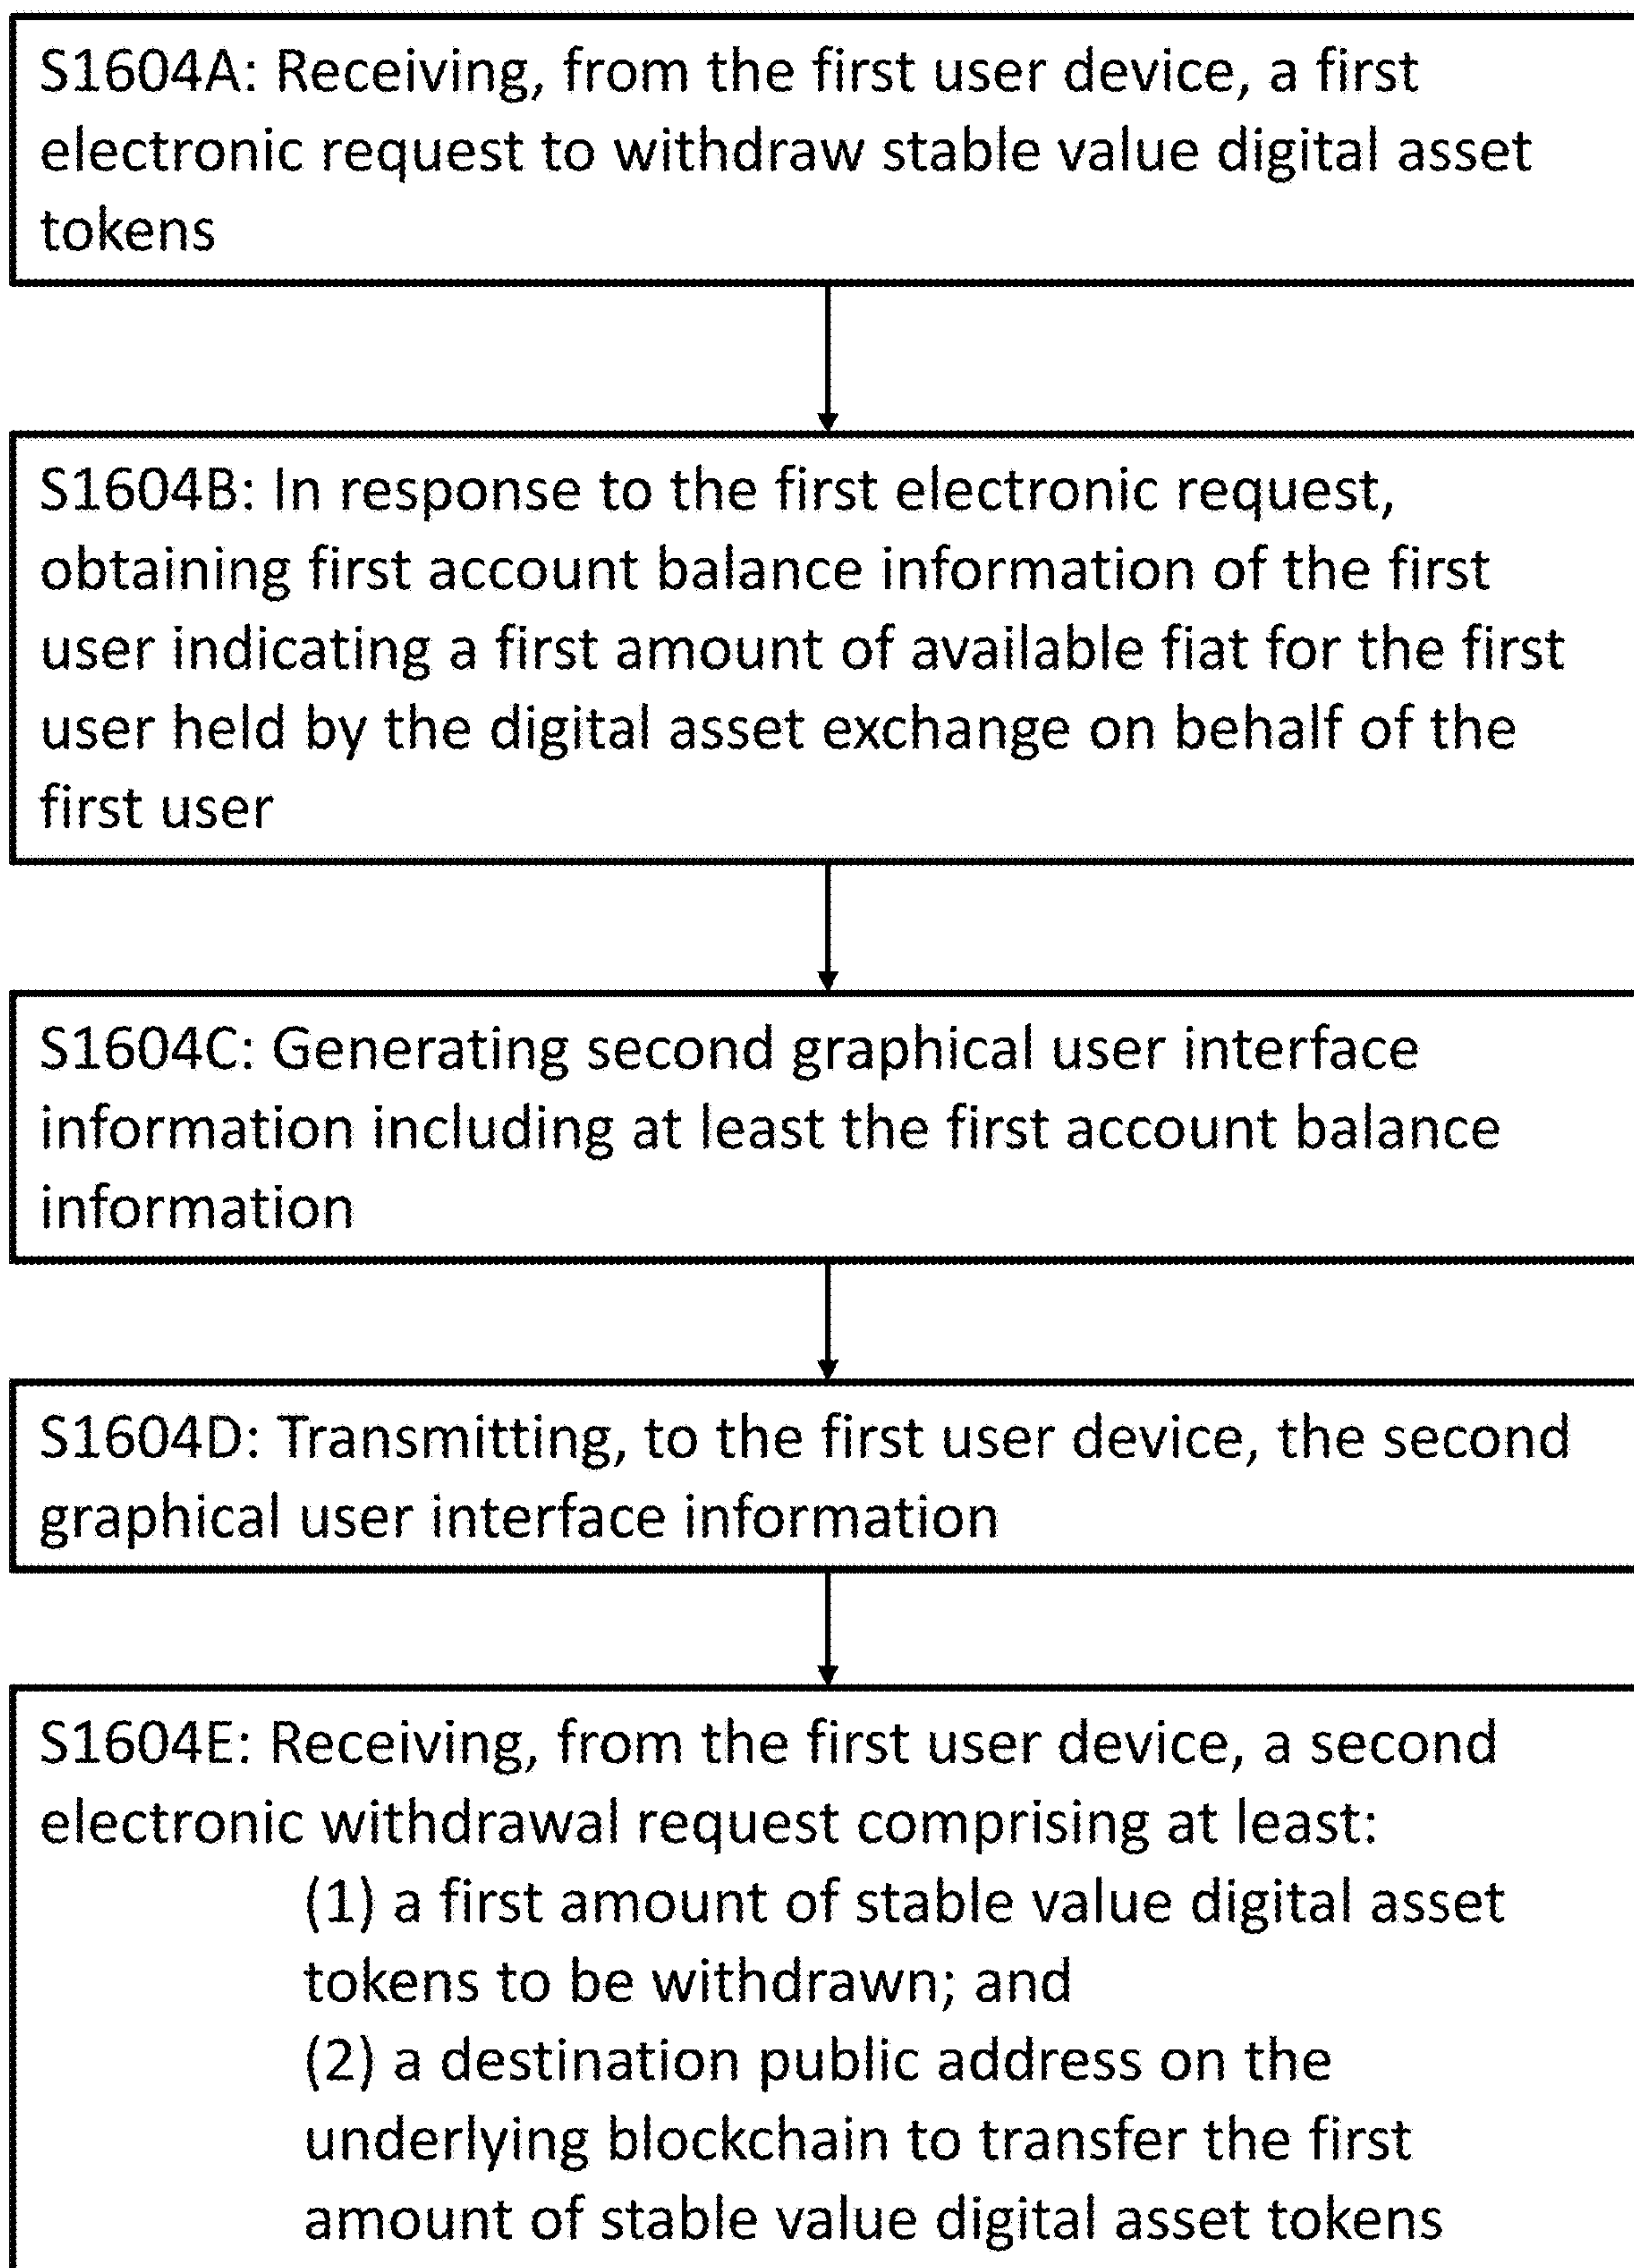 S1604A: Receiving, from the first user device, a first
electronic request to withdraw stable value digital asset
tokens
S1604B: In response to the first electronic request,
obtaining first account balance information of the first
user indicating a first amount of available fiat for the first
user held by the digital asset exchange on behalf of the
first user
S1604C: Generating second graphical user interface
information including at least the first account balance
information
S1604D: Transmitting, to the first user device, the second
graphical user interface information
S1604E: Receiving, from the first user device, a second
electronic withdrawal request comprising at least:
(1) a first amount of stable value digital asset
tokens to be withdrawn; and
(2) a destination public address on the
underlying blockchain to transfer the first
amount of stable value digital asset tokens